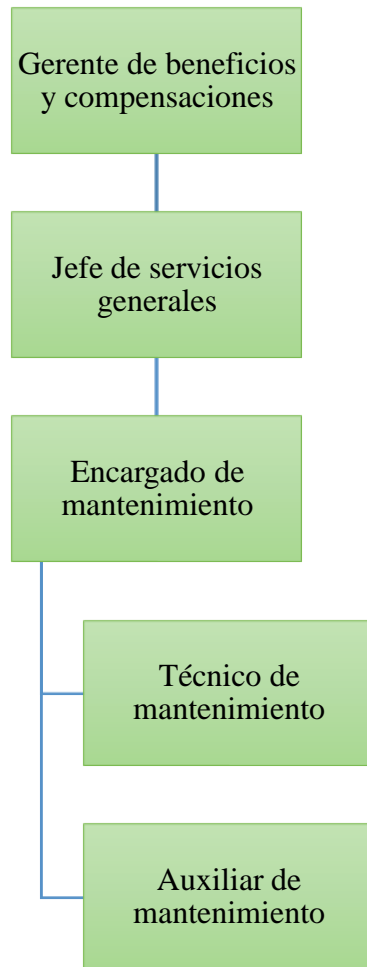 Gerente de beneficios
y compensaciones
Jefe de servicios
generales
Encargado de
mantenimiento
Técnico de
mantenimiento
Auxiliar de
mantenimiento